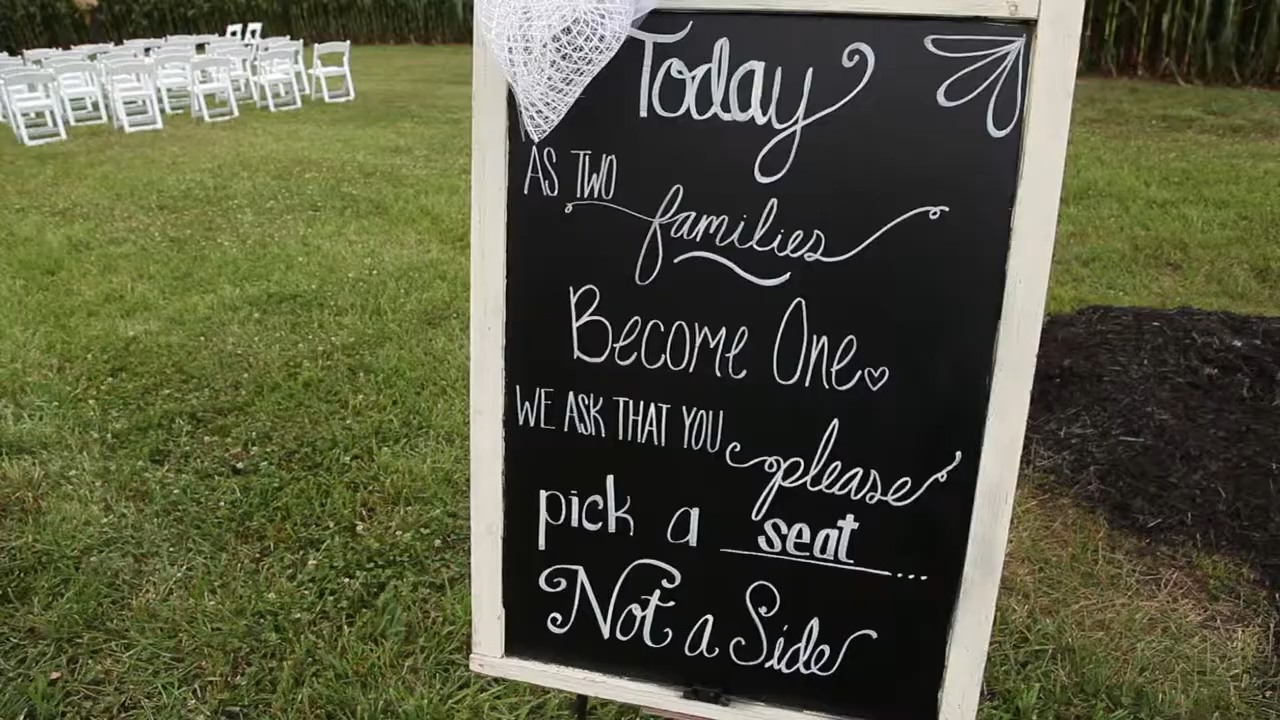 Today
AS TWO
families
Become One
WE ASK THAT YOU please
pick a seat...
Not a Side